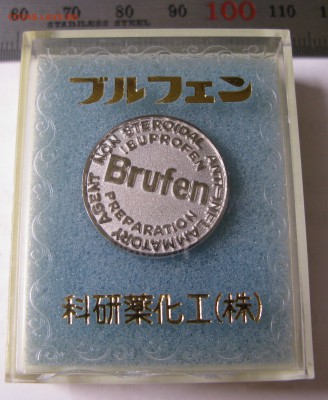 60 70 80 90 100 110 120
STAINLESS STEEL
ブルフェン
NON STEROIDAL ANTI-INFLAMMATORY AGENT
IBUPROFEN
Brufen
PREPARATION
科研薬化工(株)